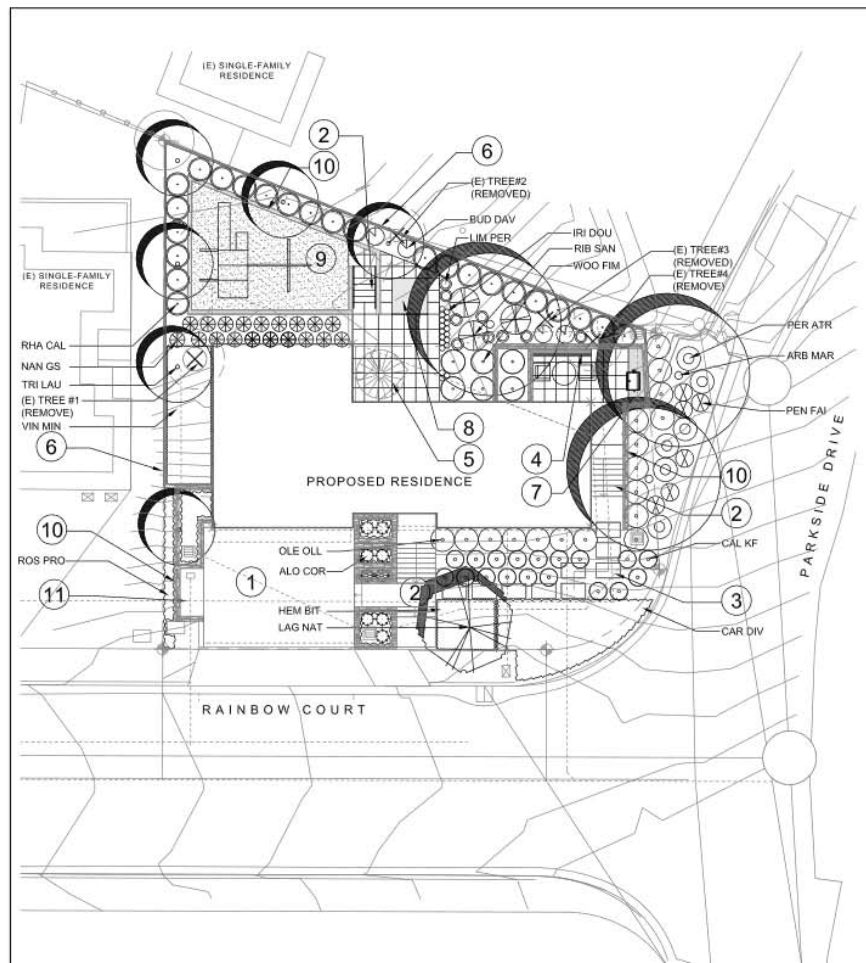 (E) SINGLE-FAMILY
RESIDENCE
2
10
6
(E) TREE#2
(REMOVED)
BUD DAV
LIM PER
IRI DOU
RIB SAN
WOO FIM
(E) TREE#3
(REMOVED)
(E) TREE#4
(REMOVE)
9
(E) SINGLE-FAMILY
RESIDENCE
PER ATR
ARB MAR
PEN FAI
RHA CAL
NAN GS
TRI LAU
(E) TREE #1
(REMOVE)
VIN MIN
6
8
5
4
7
10
2
PROPOSED RESIDENCE
PARKSIDE DRIVE
10
ROS PRO
11
1
OLE OLL
ALO COR
2
HEM BIT
LAG NAT
CAL KF
3
CAR DIV
RAINBOW COURT